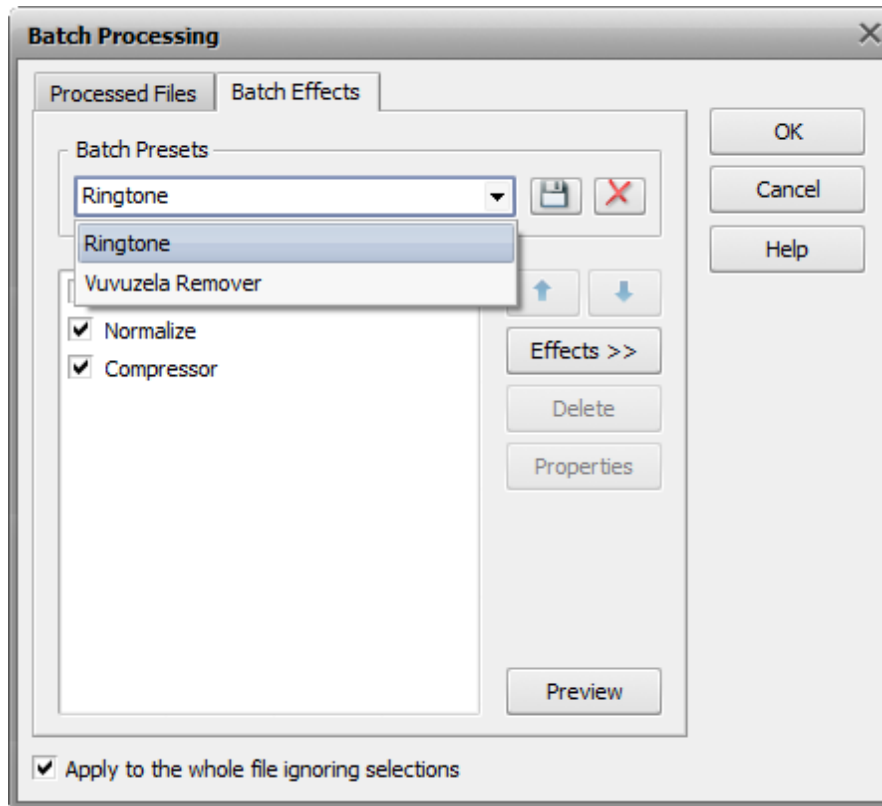 Batch Processing
Processed Files
Batch Effects
Batch Presets
Ringtone
Ringtone
Vuvuzela Remover
Normalize
Compressor
Effects >>
Delete
Properties
Preview
Apply to the whole file ignoring selections
OK
Cancel
Help